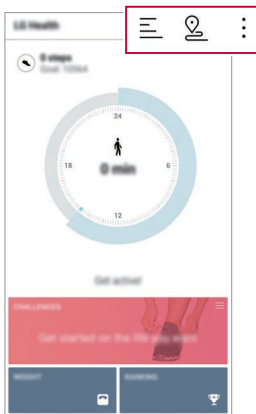 LG Health
0 steps
Goal: 10564
24
18
6
0 min
12
Get active!
CHALLENGES
Get started on the life you want
WEIGHT
RANKING